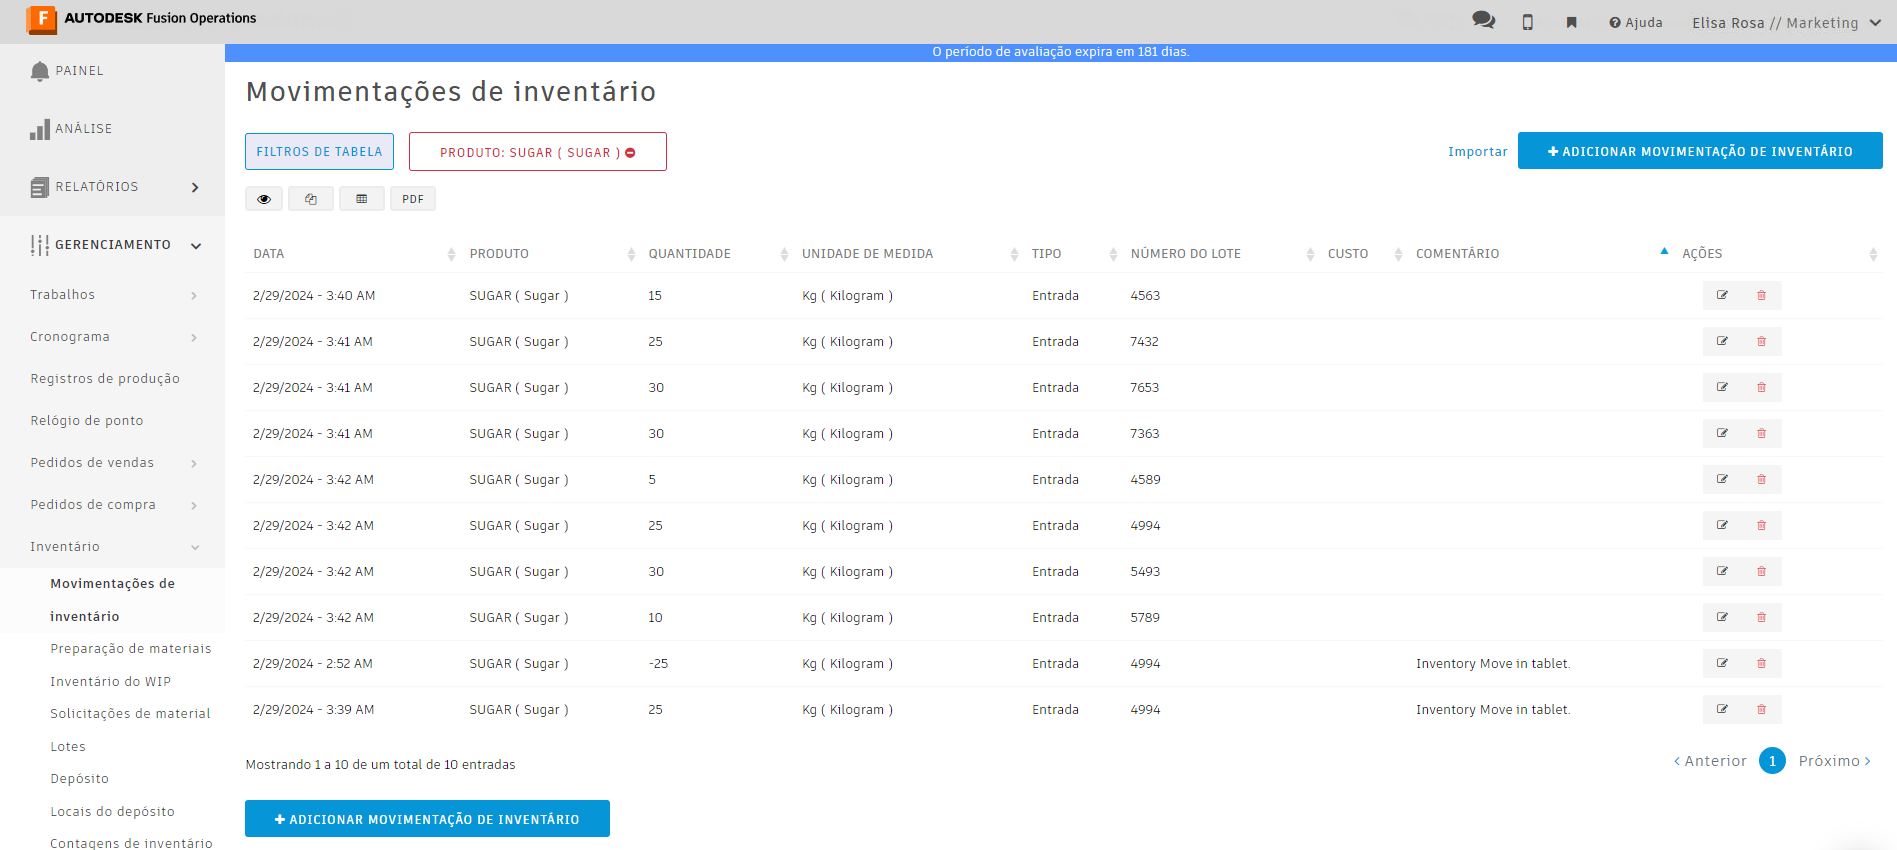 AUTODESK Fusion Operations
Ajuda
Elisa Rosa // Marketing
O período de avaliação expira em 181 dias.
PAINEL
ANÁLISE
RELATÓRIOS
GERENCIAMENTO
Trabalhos
Cronograma
Registros de produção
Relógio de ponto
Pedidos de vendas
Pedidos de compra
Inventário
Movimentações de
inventário
Preparação de materiais
Inventário do WIP
Solicitações de material
Lotes
Depósito
Locais do depósito
Contagens de inventário
Movimentações de inventário
FILTROS DE TABELA
PRODUTO: SUGAR ( SUGAR )
Importar
+ ADICIONAR MOVIMENTAÇÃO DE INVENTÁRIO
PDF
DATA PRODUTO QUANTIDADE UNIDADE DE MEDIDA TIPO NÚMERO DO LOTE CUSTO COMENTÁRIO AÇÕES
2/29/2024 - 3:40 AM SUGAR ( Sugar ) 15 Kg ( Kilogram ) Entrada 4563
2/29/2024 - 3:41 AM SUGAR ( Sugar ) 25 Kg ( Kilogram ) Entrada 7432
2/29/2024 - 3:41 AM SUGAR ( Sugar ) 30 Kg ( Kilogram ) Entrada 7653
2/29/2024 - 3:41 AM SUGAR ( Sugar ) 30 Kg ( Kilogram ) Entrada 7363
2/29/2024 - 3:42 AM SUGAR ( Sugar ) 5 Kg ( Kilogram ) Entrada 4589
2/29/2024 - 3:42 AM SUGAR ( Sugar ) 25 Kg ( Kilogram ) Entrada 4994
2/29/2024 - 3:42 AM SUGAR ( Sugar ) 30 Kg ( Kilogram ) Entrada 5493
2/29/2024 - 3:42 AM SUGAR ( Sugar ) 10 Kg ( Kilogram ) Entrada 5789
2/29/2024 - 2:52 AM SUGAR ( Sugar ) -25 Kg ( Kilogram ) Entrada 4994 Inventory Move in tablet.
2/29/2024 - 3:39 AM SUGAR ( Sugar ) 25 Kg ( Kilogram ) Entrada 4994 Inventory Move in tablet.
Mostrando 1 a 10 de um total de 10 entradas
< Anterior 1 Próximo >
+ ADICIONAR MOVIMENTAÇÃO DE INVENTÁRIO